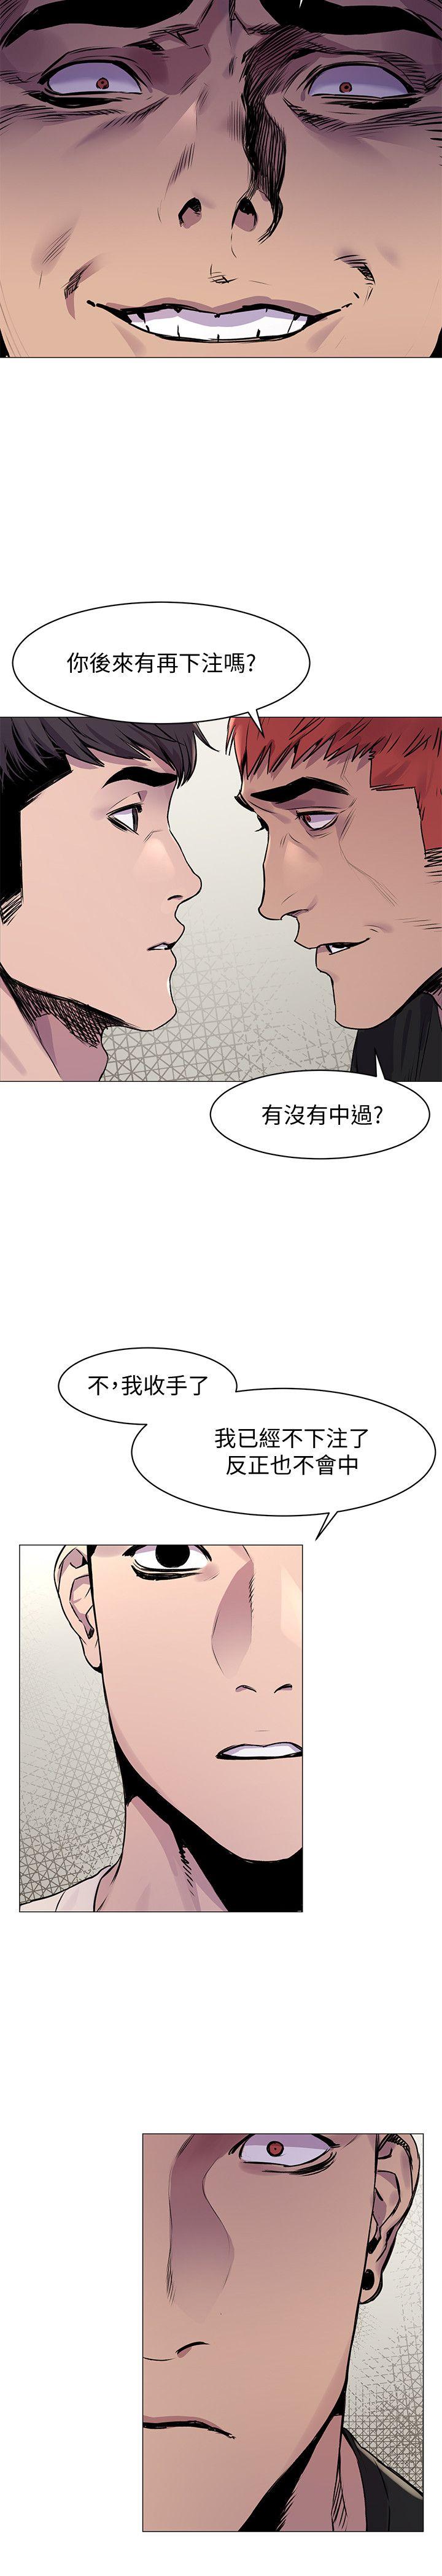 你後來有再下注嗎?
有沒有中過?
不,我收手了
我已經不下注了
反正也不會中